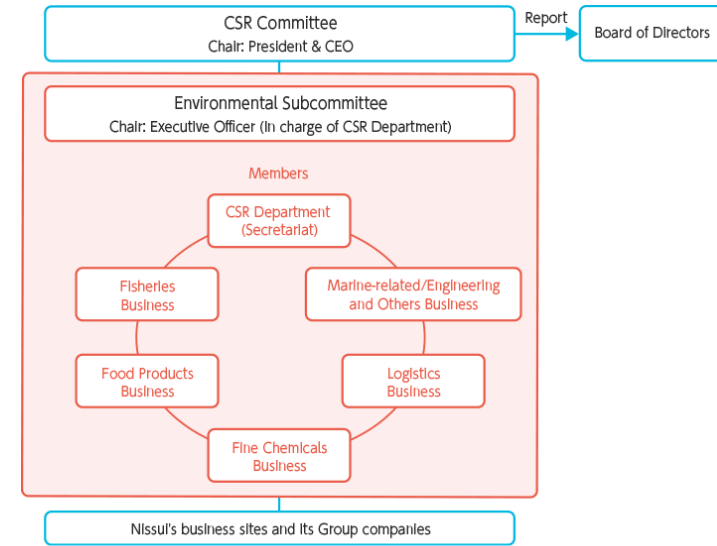 CSR Committee
Chair: President & CEO
Report
Board of Directors
Environmental Subcommittee
Chair: Executive Officer (in charge of CSR Department)
Members
CSR Department
(Secretariat)
Fisheries
Business
Marine-related/Engineering
and Others Business
Food Products
Business
Logistics
Business
Fine Chemicals
Business
Nissui's business sites and its Group companies